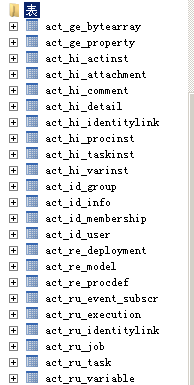 表
act_ge_bytearray
act_ge_property
act_hi_actinst
act_hi_attachment
act_hi_comment
act_hi_detail
act_hi_identitylink
act_hi_procinst
act_hi_taskinst
act_hi_varinst
act_id_group
act_id_info
act_id_membership
act_id_user
act_re_deployment
act_re_model
act_re_procdef
act_ru_event_subscr
act_ru_execution
act_ru_identitylink
act_ru_job
act_ru_task
act_ru_variable